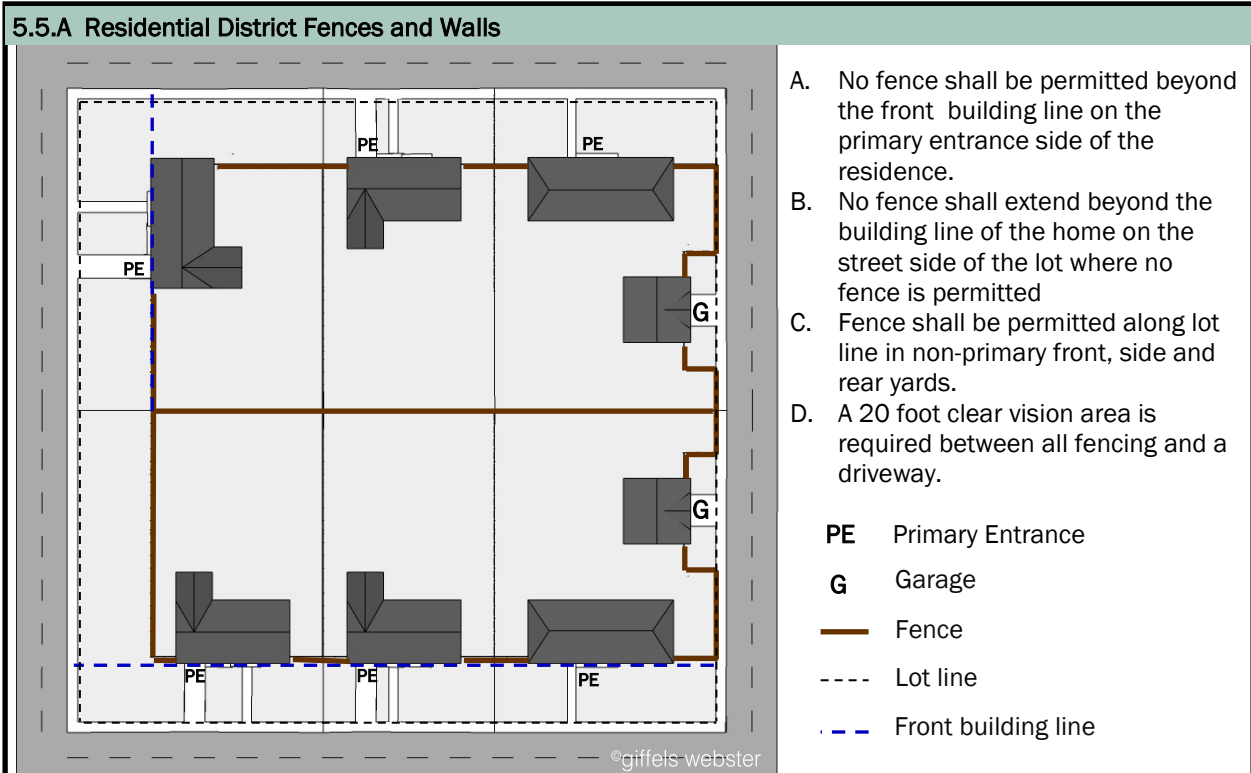 5.5.A Residential District Fences and Walls
PE
PE
PE
G
G
PE
PE
PE
©giffels webster
A. No fence shall be permitted beyond
the front building line on the
primary entrance side of the
residence.
B. No fence shall extend beyond the
building line of the home on the
street side of the lot where no
fence is permitted
C. Fence shall be permitted along lot
line in non-primary front, side and
rear yards.
D. A 20 foot clear vision area is
required between all fencing and a
driveway.
PE Primary Entrance
G Garage
Fence
Lot line
Front building line